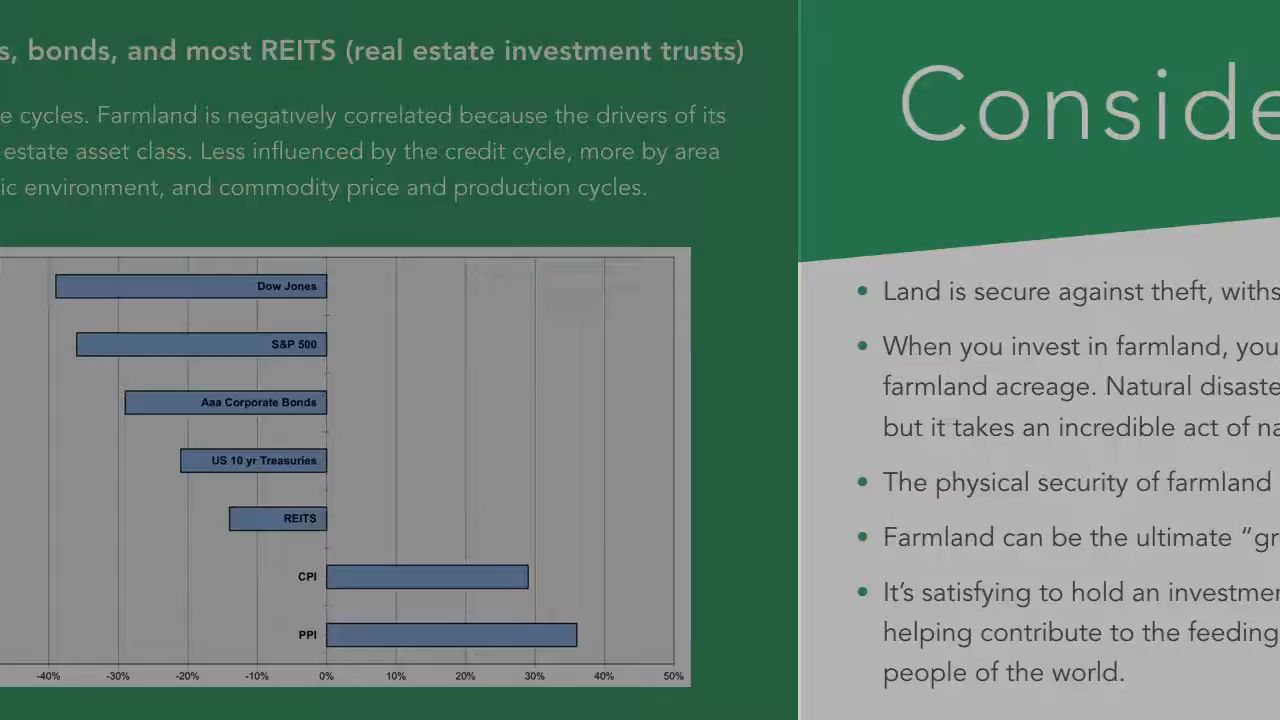 s, bonds, and most REITS (real estate investment trusts)
e cycles. Farmland is negatively correlated because the drivers of its
estate asset class. Less influenced by the credit cycle, more by area
ic environment, and commodity price and production cycles.
Dow Jones
S&P 500
Aaa Corporate Bonds
US 10 yr Treasuries
REITS
CPI
PPI
-40% -30% -20% -10% 0% 10% 20% 30% 40% 50%
Conside
• Land is secure against theft, withs
• When you invest in farmland, you
farmland acreage. Natural disaste
but it takes an incredible act of na
• The physical security of farmland
• Farmland can be the ultimate “gr
• It’s satisfying to hold an investmen
helping contribute to the feeding
people of the world.